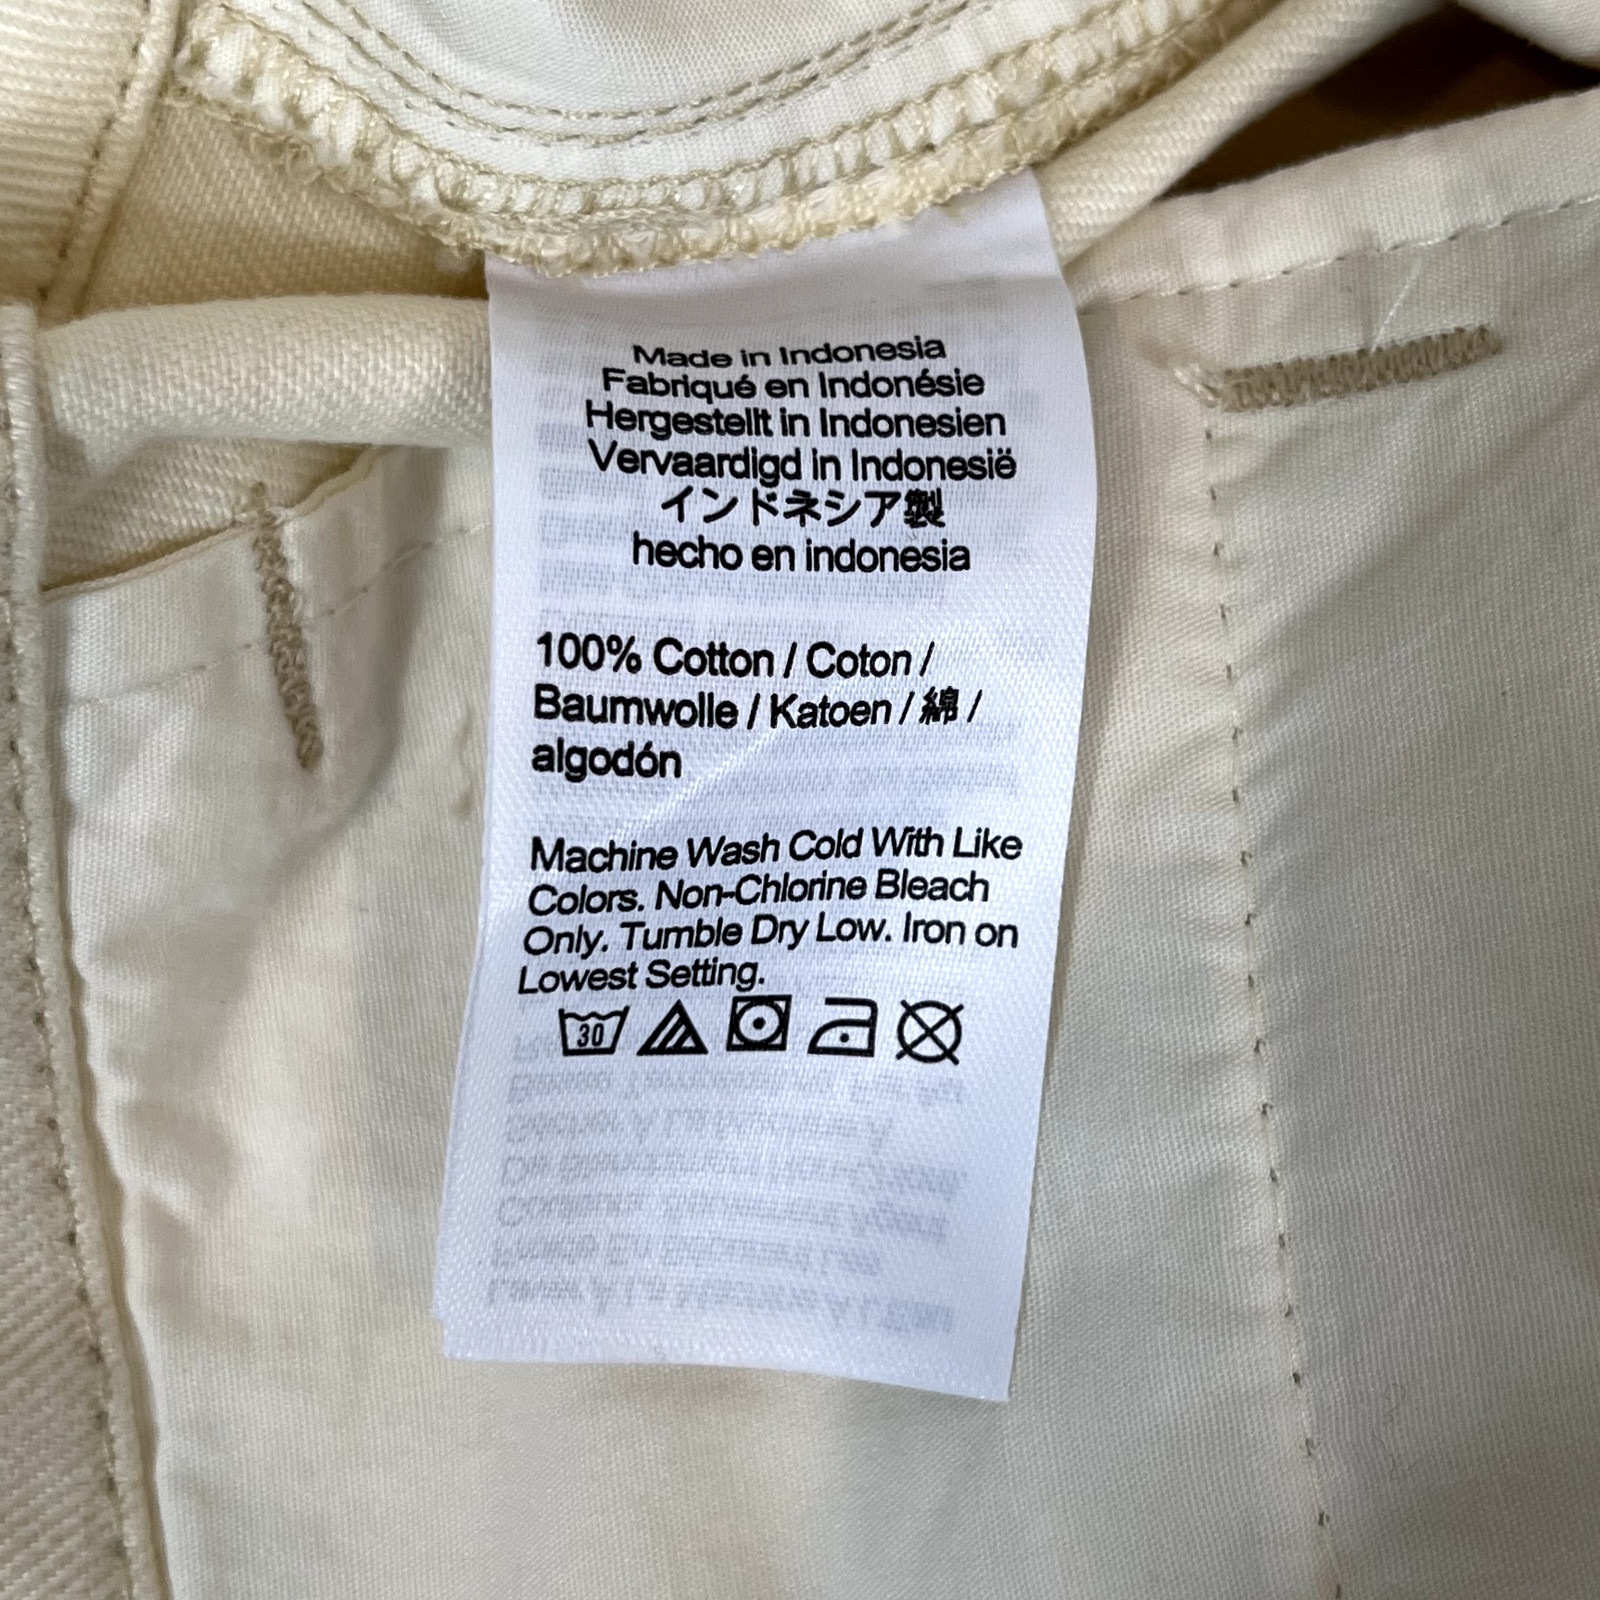 Made in Indonesia
Fabriqué en Indonésie
Hergestellt in Indonesien
Vervaardigd in Indonesië
インドネシア製
hecho en indonesia
100% Cotton / Coton /
Baumwolle / Katoen / 綿 /
algodón
Machine Wash Cold With Like
Colors. Non-Chlorine Bleach
Only. Tumble Dry Low. Iron on
Lowest Setting.
30